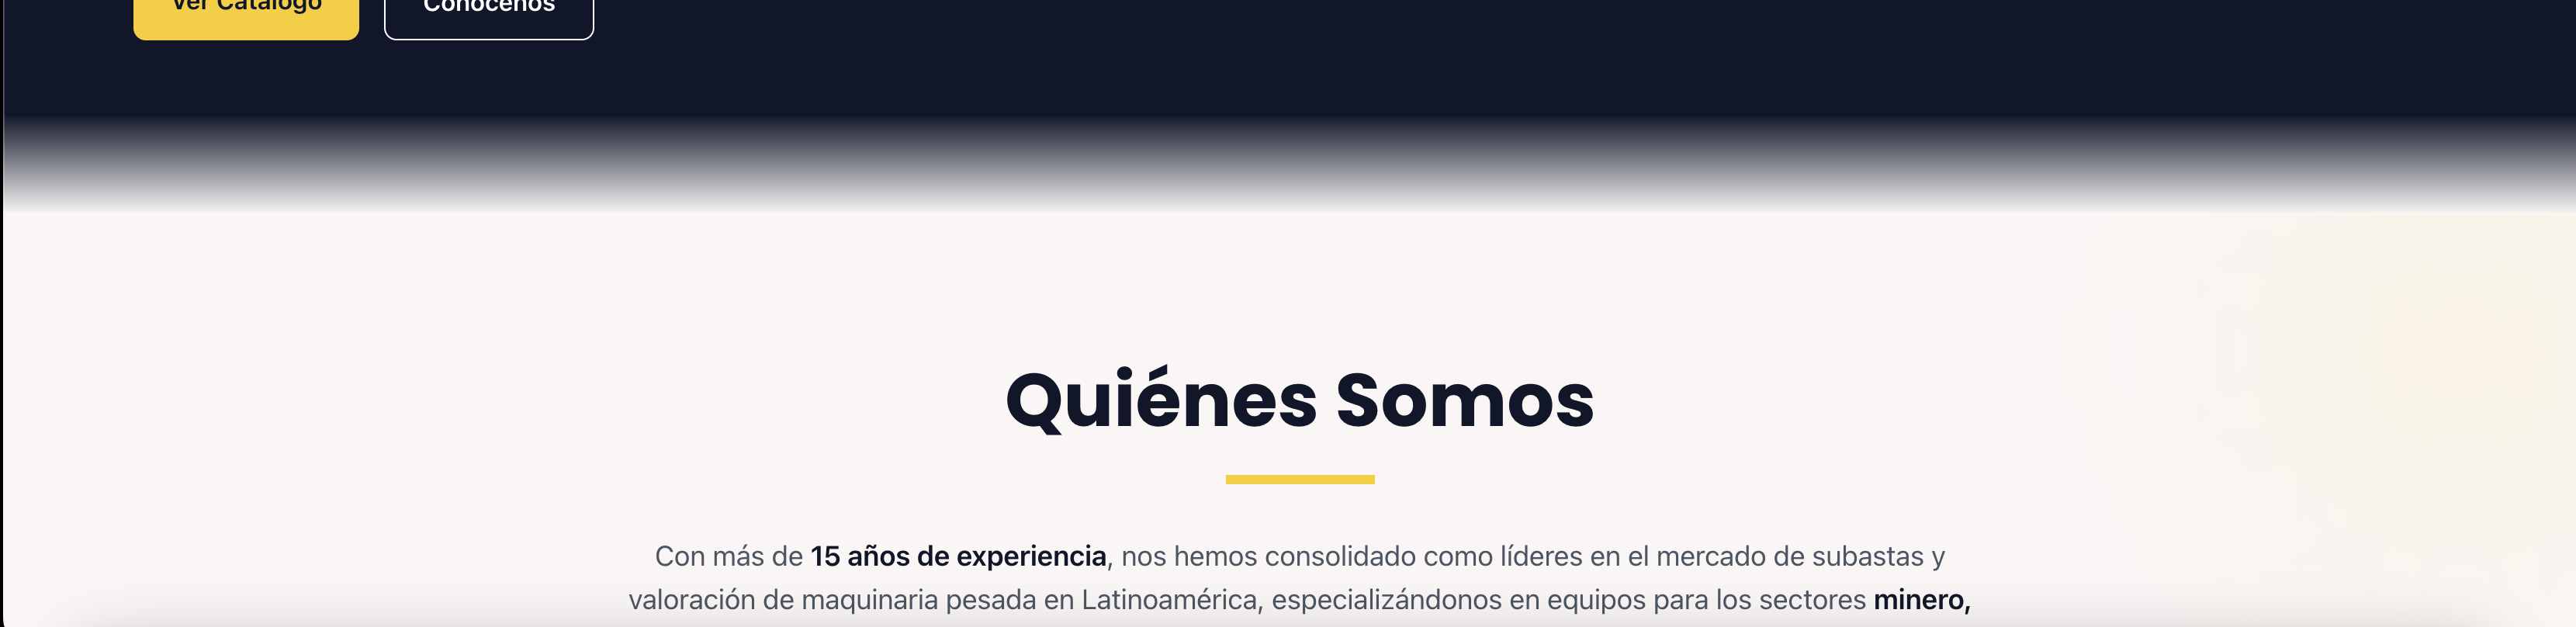 Ver Catálogo
Conócenos
Quiénes Somos
Con más de 15 años de experiencia, nos hemos consolidado como líderes en el mercado de subastas y
valoración de maquinaria pesada en Latinoamérica, especializándonos en equipos para los sectores minero,